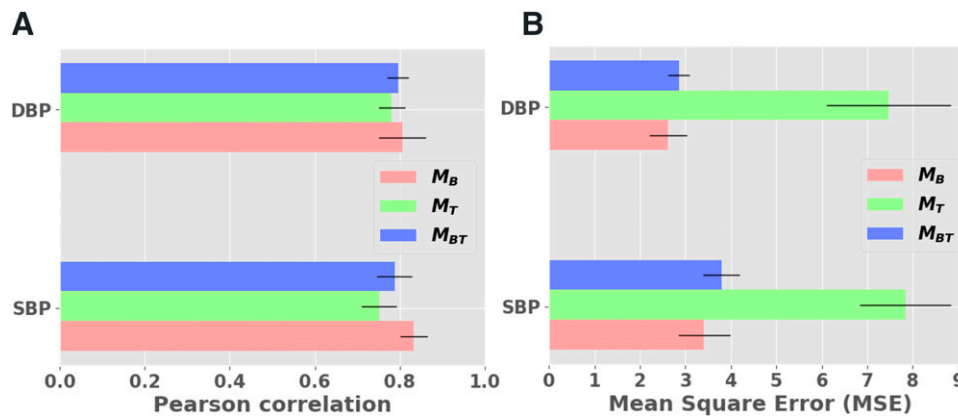 A
DBP
SBP
M_B
M_T
M_BT
0.0 0.2 0.4 0.6 0.8 1.0
Pearson correlation
B
DBP
SBP
M_B
M_T
M_BT
0 1 2 3 4 5 6 7 8 9
Mean Square Error (MSE)